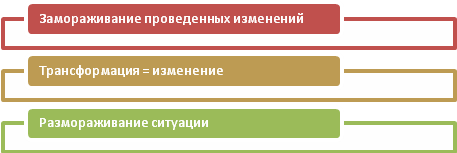 Замораживание проведенных изменений
Трансформация = изменение
Размораживание ситуации